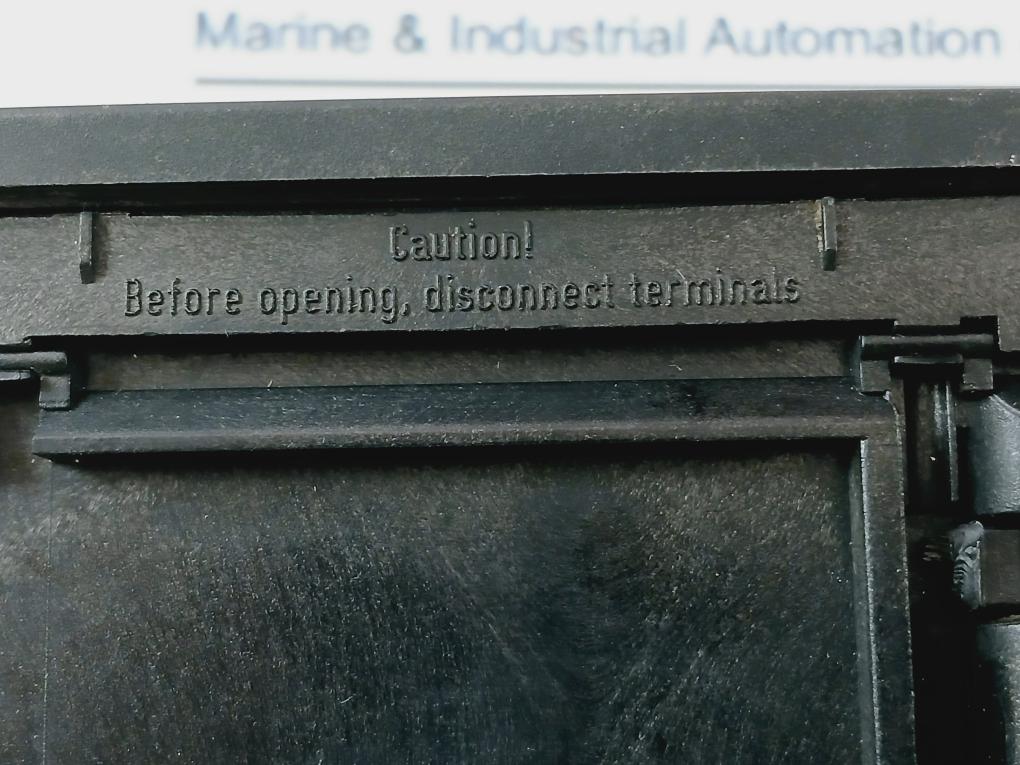 Marine & Industrial Automation
Caution!
Before opening, disconnect terminals